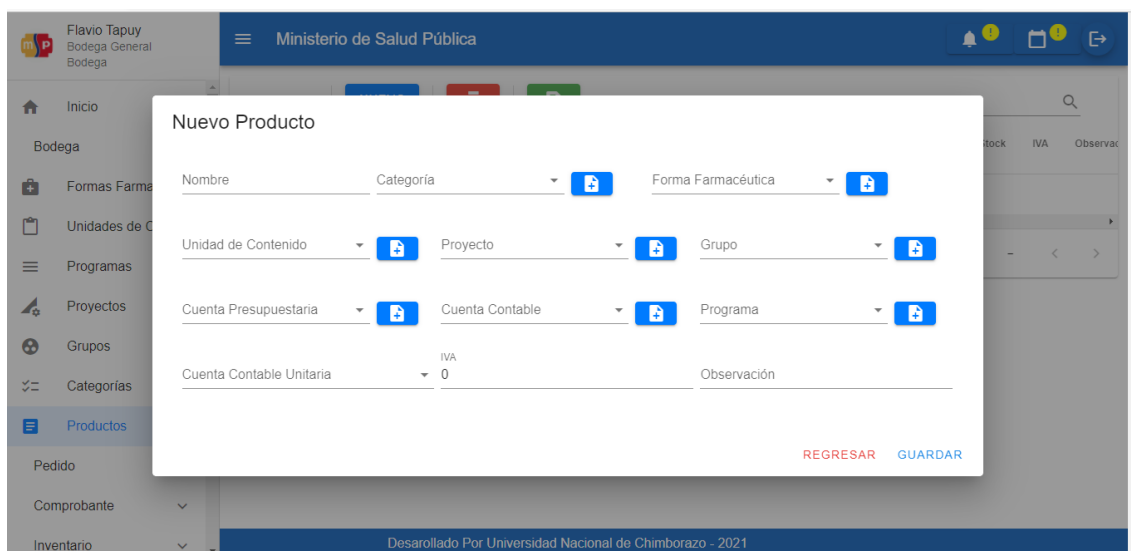 Flavio Tapuy
Bodega General
Bodega
Ministerio de Salud Pública
Inicio
Bodega
Formas Farma
Unidades de C
Programas
Proyectos
Grupos
Categorías
Productos
Pedido
Comprobante
Inventario
Stock IVA Observac
Nuevo Producto
Nombre Categoría Forma Farmacéutica
Unidad de Contenido Proyecto Grupo
Cuenta Presupuestaria Cuenta Contable Programa
IVA
Cuenta Contable Unitaria 0 Observación
REGRESAR GUARDAR
Desarollado Por Universidad Nacional de Chimborazo - 2021